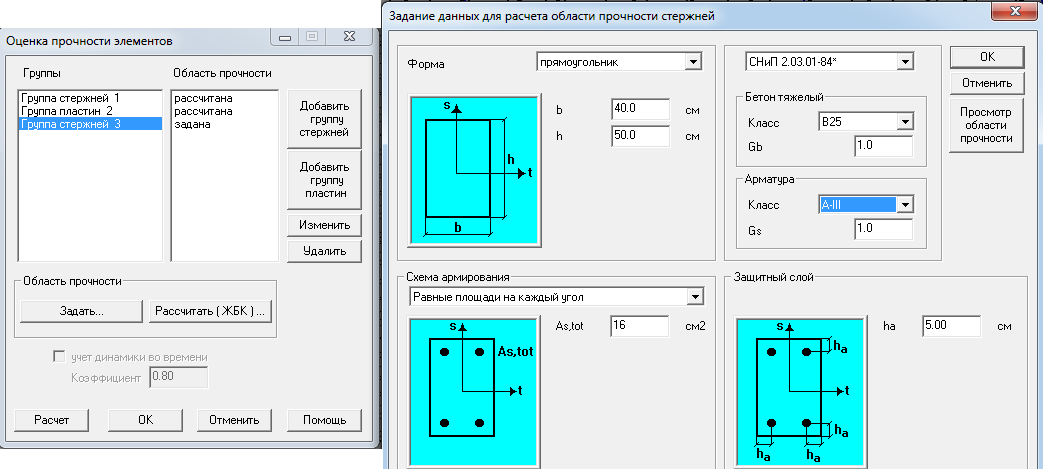 Оценка прочности элементов
Группы
Область прочности
Группа стержней 1
рассчитана
Группа пластин 2
рассчитана
Группа стержней 3
задана
Добавить
группу
стержней
Добавить
группу
пластин
Изменить
Удалить
Область прочности
Задать...
Рассчитать ( ЖБК ) ...
учет динамики во времени
Коэффициент
0.80
Расчет
ОК
Отменить
Помощь
Задание данных для расчета области прочности стержней
Форма
прямоугольник
s
t
h
b
b
40.0
см
h
50.0
см
СНиП 2.03.01-84*
Бетон тяжелый
Класс
B25
Gb
1.0
Арматура
Класс
A-III
Gs
1.0
ОК
Отменить
Просмотр
области
прочности
Схема армирования
Равные площади на каждый угол
s
As,tot
t
As,tot
16
см2
Защитный слой
s
ha
t
ha
ha
ha
ha
5.00
см